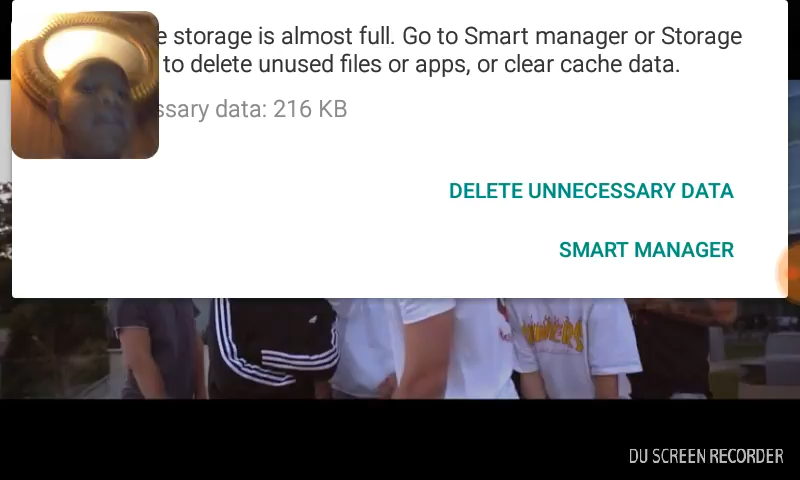 e storage is almost full. Go to Smart manager or Storage
to delete unused files or apps, or clear cache data.
ssary data: 216 KB
DELETE UNNECESSARY DATA
SMART MANAGER
DU SCREEN RECORDER